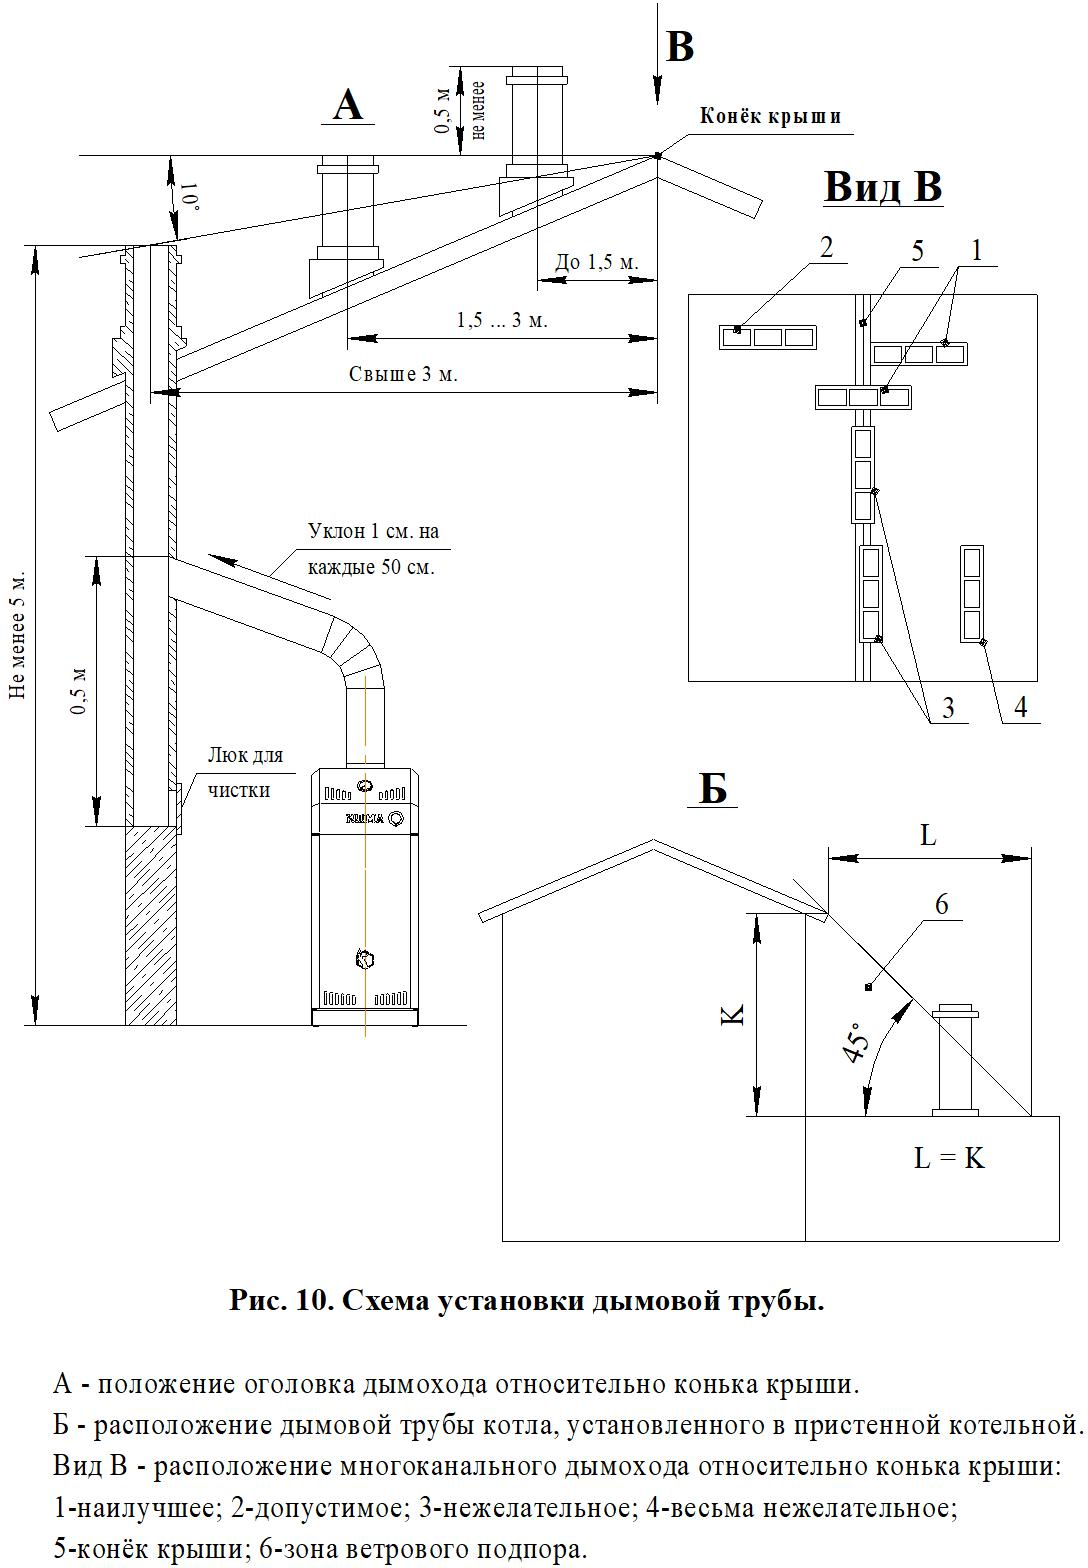 В
А
0,5 м
не менее
Конёк крыши
10°
Вид В
До 1,5 м.
1,5 ... 3 м.
Свыше 3 м.
2
5
1
Уклон 1 см. на
каждые 50 см.
Не менее 5 м.
0,5 м
Люк для
чистки
3
4
Б
L
6
K
45°
L = K
Рис. 10. Схема установки дымовой трубы.
А - положение оголовка дымохода относительно конька крыши.
Б - расположение дымовой трубы котла, установленного в пристенной котельной.
Вид В - расположение многоканального дымохода относительно конька крыши:
1-наилучшее; 2-допустимое; 3-нежелательное; 4-весьма нежелательное;
5-конёк крыши; 6-зона ветрового подпора.